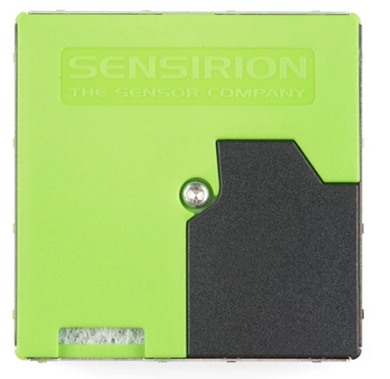 SENSIRION
THE SENSOR COMPANY